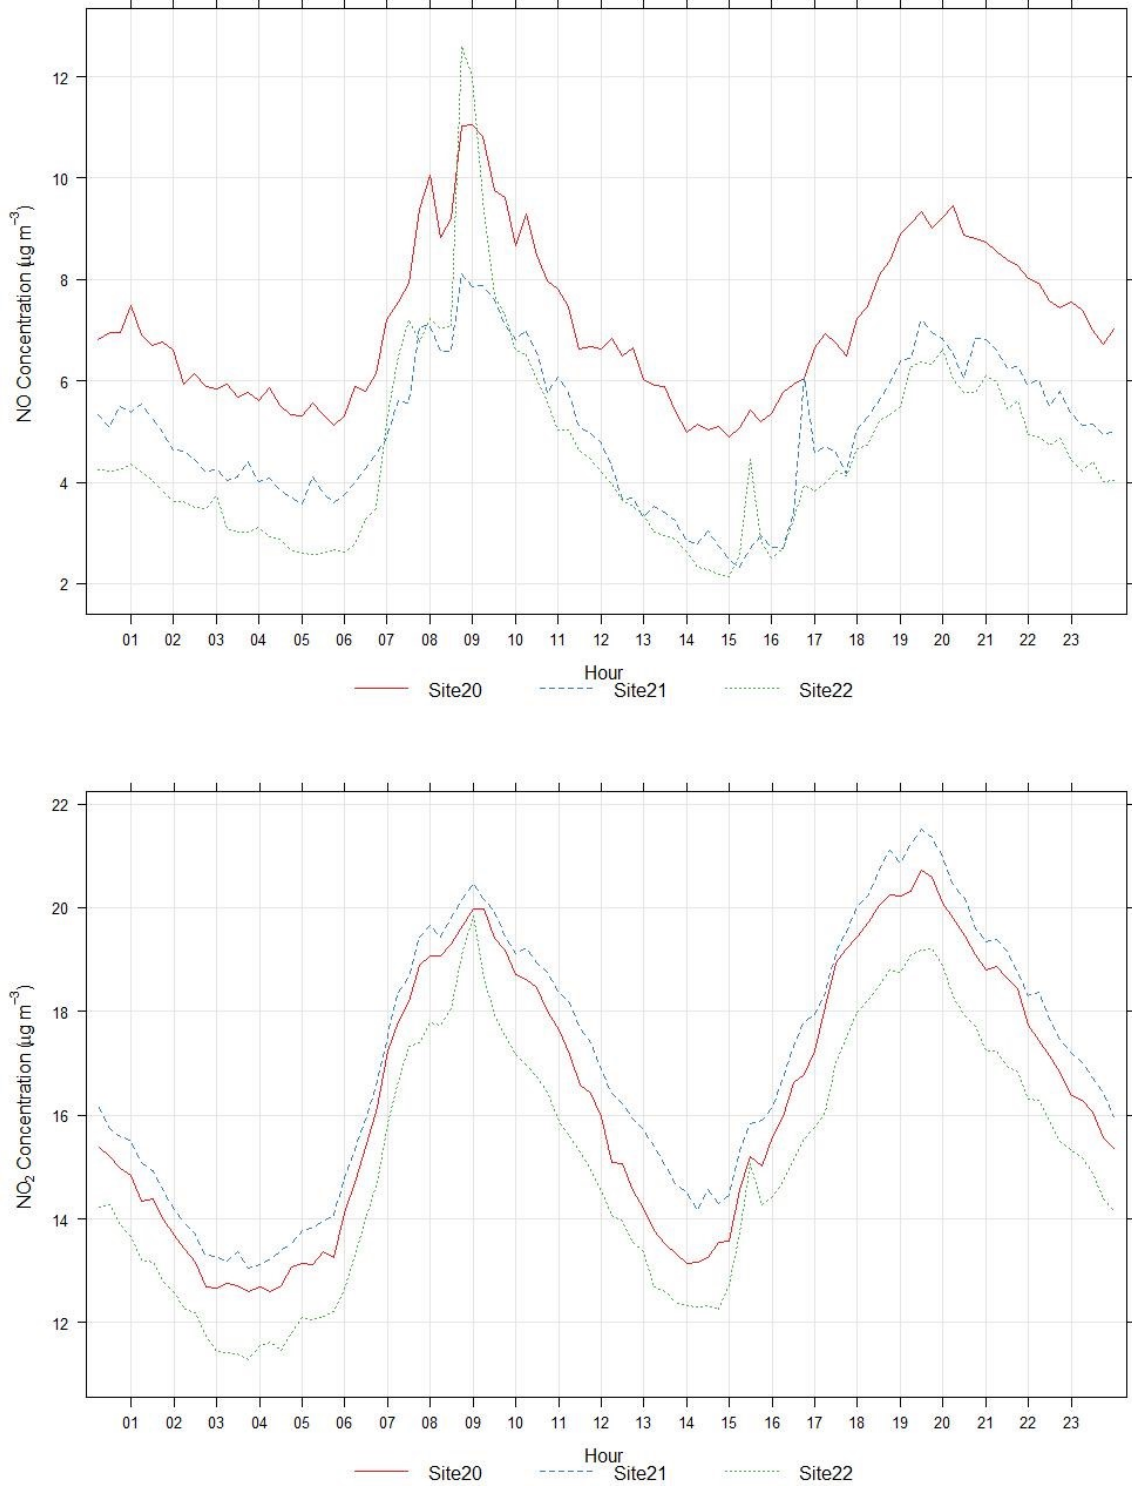 12
10
8
6
4
2
NO Concentration (μg m⁻³)
01 02 03 04 05 06 07 08 09 10 11 12 13 14 15 16 17 18 19 20 21 22 23
Hour
Site20 Site21 Site22
22
20
18
16
14
12
NO₂ Concentration (μg m⁻³)
01 02 03 04 05 06 07 08 09 10 11 12 13 14 15 16 17 18 19 20 21 22 23
Hour
Site20 Site21 Site22